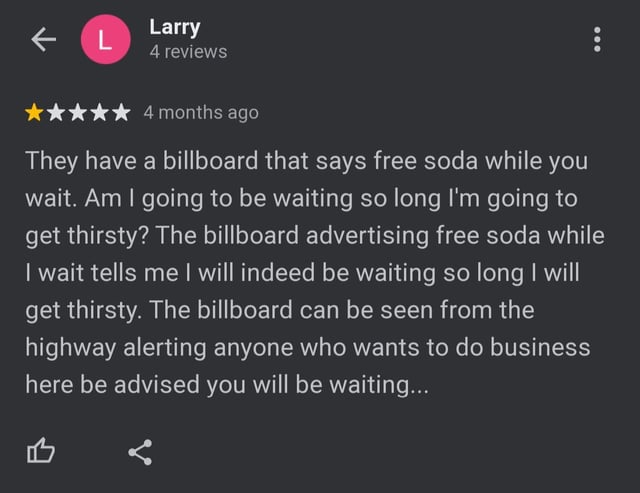 Larry
L
4 reviews
4 months ago
They have a billboard that says free soda while you
wait. Am I going to be waiting so long I'm going to
get thirsty? The billboard advertising free soda while
I wait tells me I will indeed be waiting so long I will
get thirsty. The billboard can be seen from the
highway alerting anyone who wants to do business
here be advised you will be waiting...